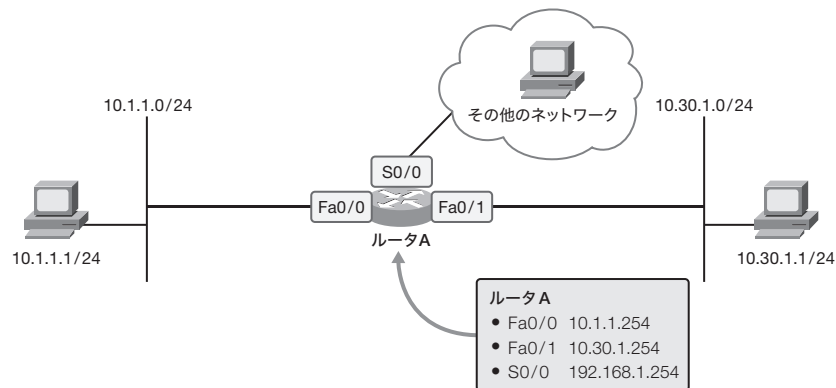 その他のネットワーク
10.1.1.0/24
10.30.1.0/24
S0/0
Fa0/0
Fa0/1
ルータA
10.1.1.1/24
10.30.1.1/24
ルータA
• Fa0/0 10.1.1.254
• Fa0/1 10.30.1.254
• S0/0 192.168.1.254